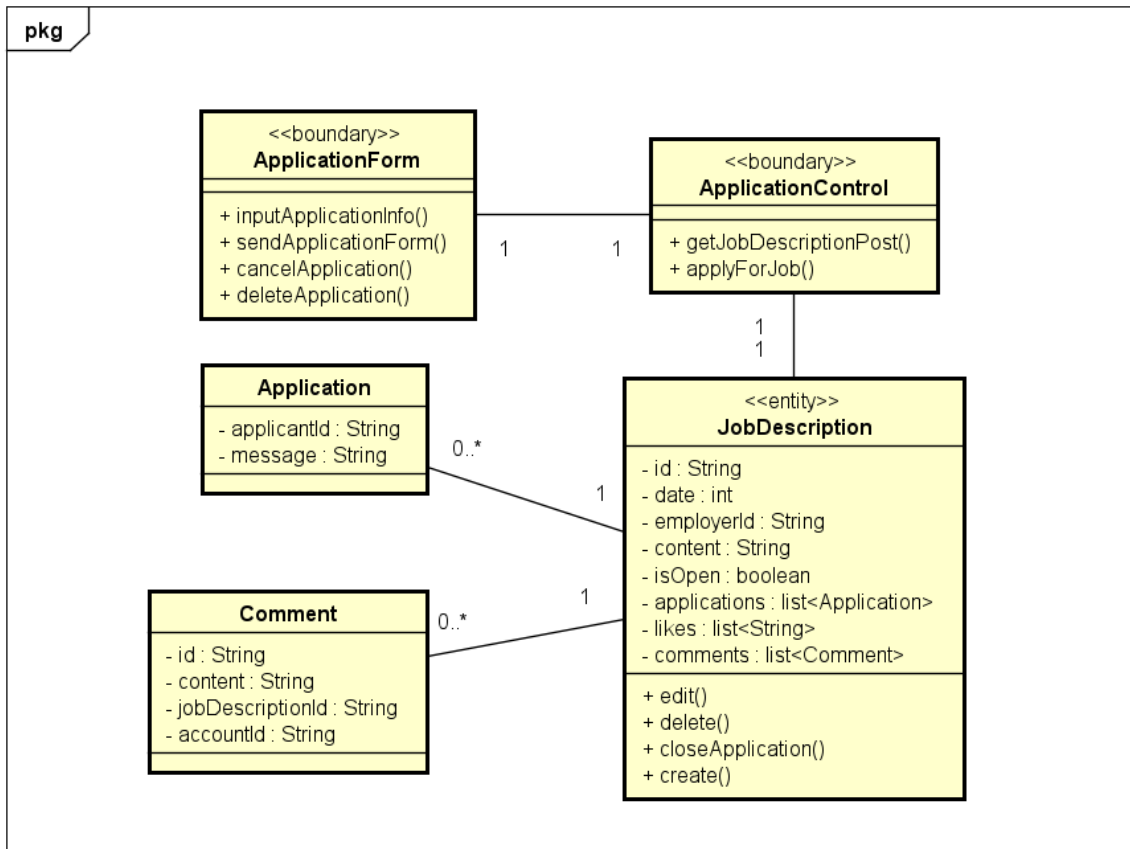 pkg
<<boundary>>
ApplicationForm
+ inputApplicationInfo()
+ sendApplicationForm()
+ cancelApplication()
+ deleteApplication()
1
1
<<boundary>>
ApplicationControl
+ getJobDescriptionPost()
+ applyForJob()
1
1
Application
- applicantId : String
- message : String
0..*
1
<<entity>>
JobDescription
- id : String
- date : int
- employerId : String
- content : String
- isOpen : boolean
- applications : list<Application>
- likes : list<String>
- comments : list<Comment>
+ edit()
+ delete()
+ closeApplication()
+ create()
Comment
- id : String
- content : String
- jobDescriptionId : String
- accountId : String
0..*
1